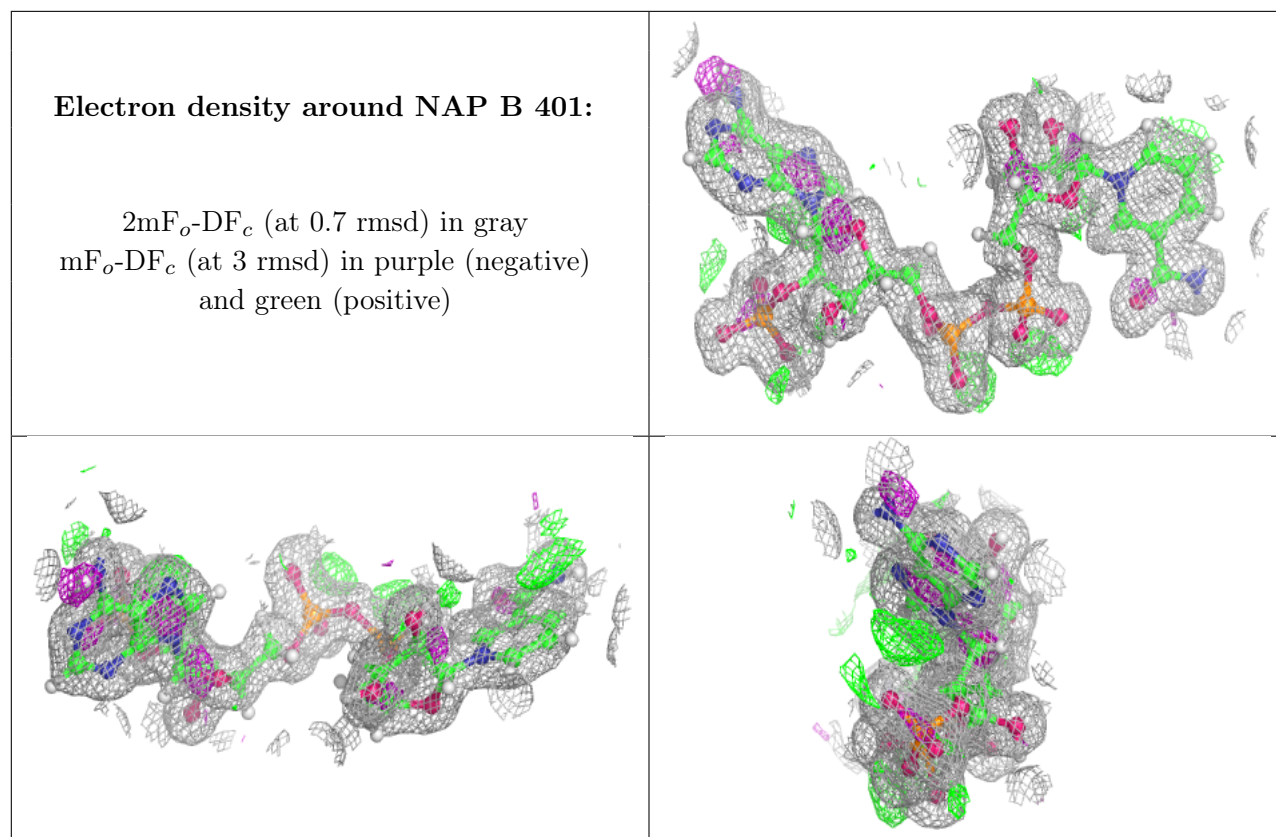 Electron density around NAP B 401:
2mFo-DFc (at 0.7 rmsd) in gray
mFo-DFc (at 3 rmsd) in purple (negative)
and green (positive)